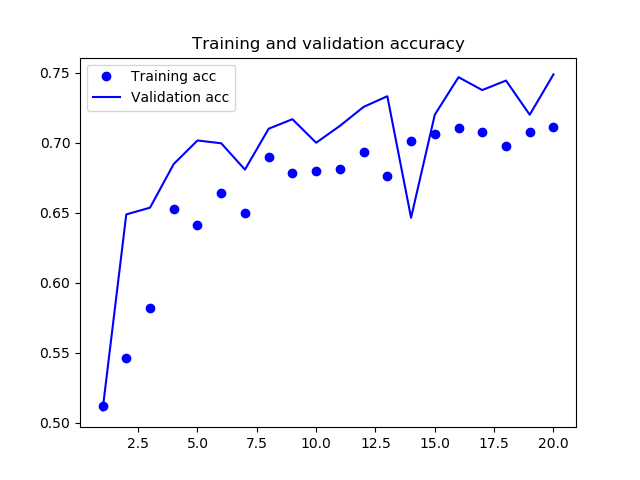 Training and validation accuracy
Training acc
Validation acc
0.75
0.70
0.65
0.60
0.55
0.50
2.5 5.0 7.5 10.0 12.5 15.0 17.5 20.0